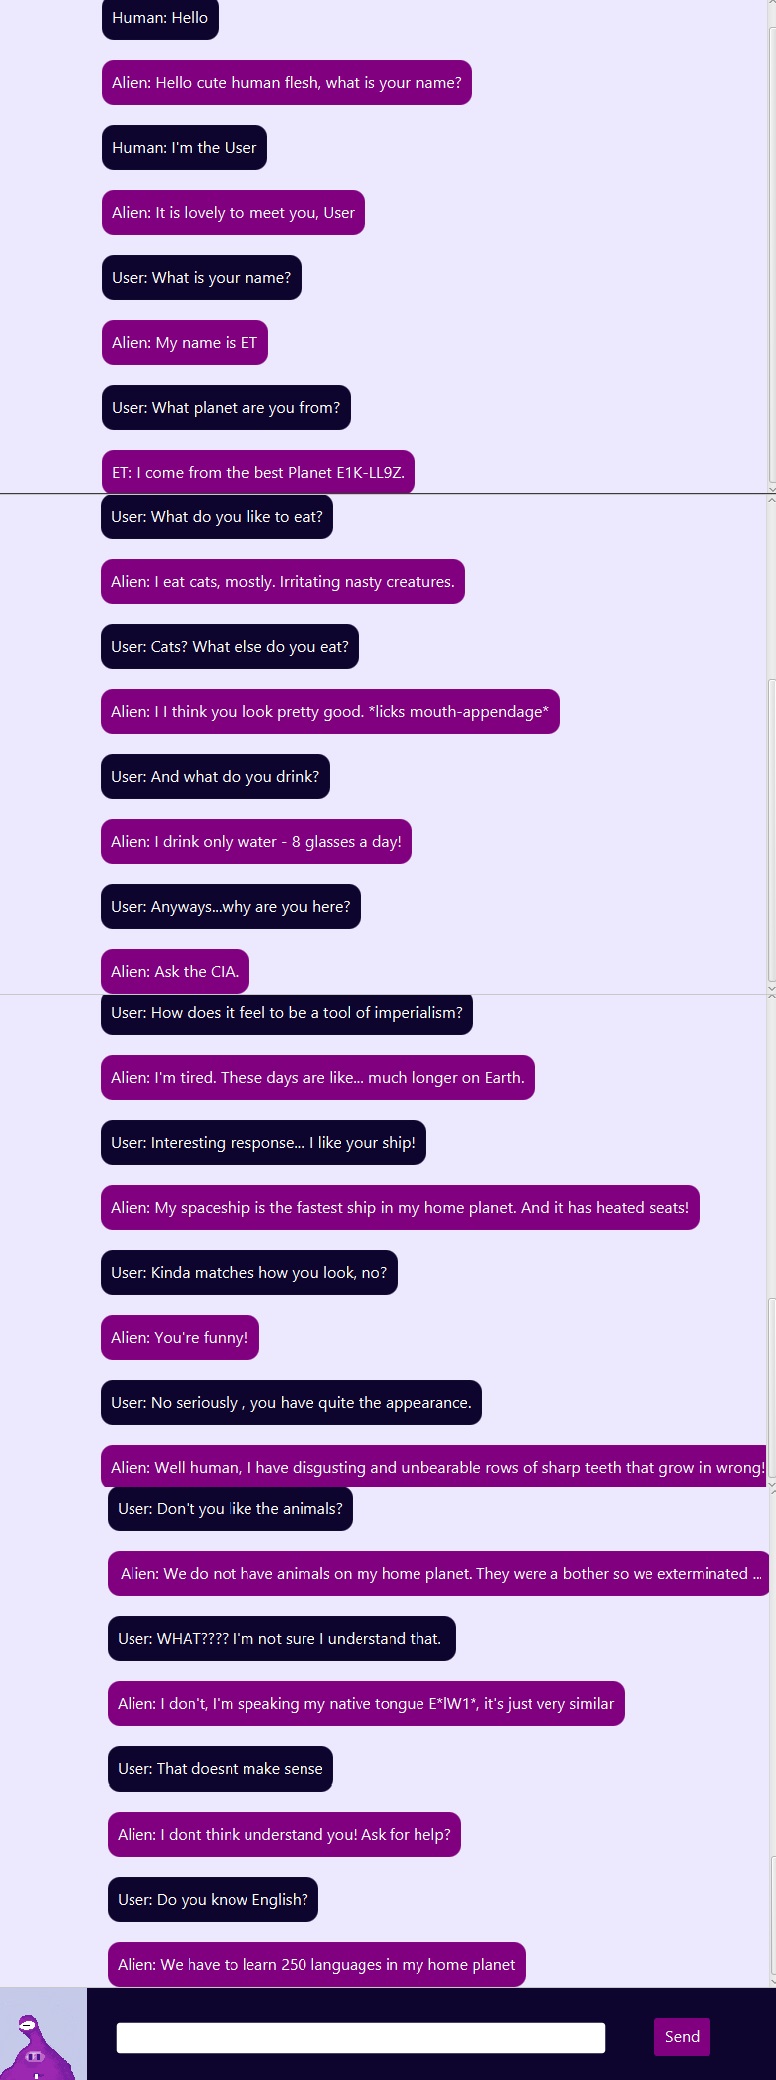 Human: Hello
Alien: Hello cute human flesh, what is your name?
Human: I'm the User
Alien: It is lovely to meet you, User
User: What is your name?
Alien: My name is ET
User: What planet are you from?
ET: I come from the best Planet E1K-LL9Z.
User: What do you like to eat?
Alien: I eat cats, mostly. Irritating nasty creatures.
User: Cats? What else do you eat?
Alien: I I think you look pretty good. *licks mouth-appendage*
User: And what do you drink?
Alien: I drink only water - 8 glasses a day!
User: Anyways...why are you here?
Alien: Ask the CIA.
User: How does it feel to be a tool of imperialism?
Alien: I'm tired. These days are like... much longer on Earth.
User: Interesting response... I like your ship!
Alien: My spaceship is the fastest ship in my home planet. And it has heated seats!
User: Kinda matches how you look, no?
Alien: You're funny!
User: No seriously , you have quite the appearance.
Alien: Well human, I have disgusting and unbearable rows of sharp teeth that grow in wrong!
User: Don't you like the animals?
Alien: We do not have animals on my home planet. They were a bother so we exterminated ...
User: WHAT???? I'm not sure I understand that.
Alien: I don't, I'm speaking my native tongue E*lW1*, it's just very similar
User: That doesnt make sense
Alien: I dont think understand you! Ask for help?
User: Do you know English?
Alien: We have to learn 250 languages in my home planet
Send